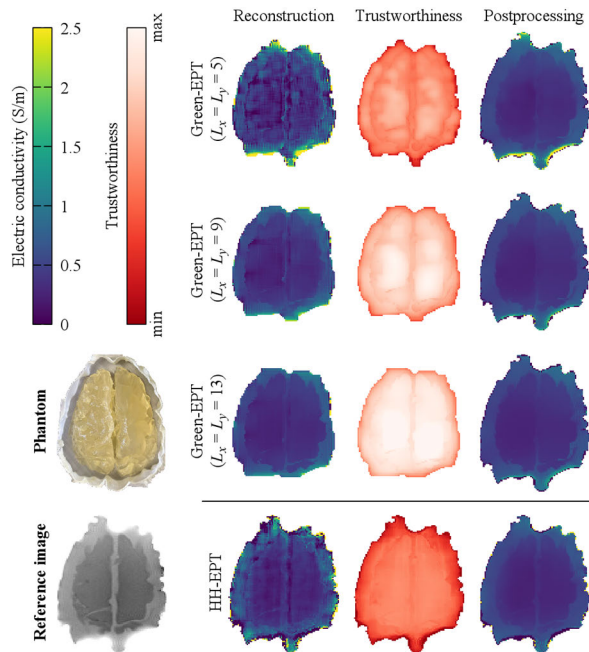 Reconstruction Trustworthiness Postprocessing
Electric conductivity (S/m)
2.5
2
1.5
1
0.5
0
Trustworthiness
max
min
Green-EPT
(Lx = Ly = 5)
Green-EPT
(Lx = Ly = 9)
Phantom
Green-EPT
(Lx = Ly = 13)
Reference image
HH-EPT